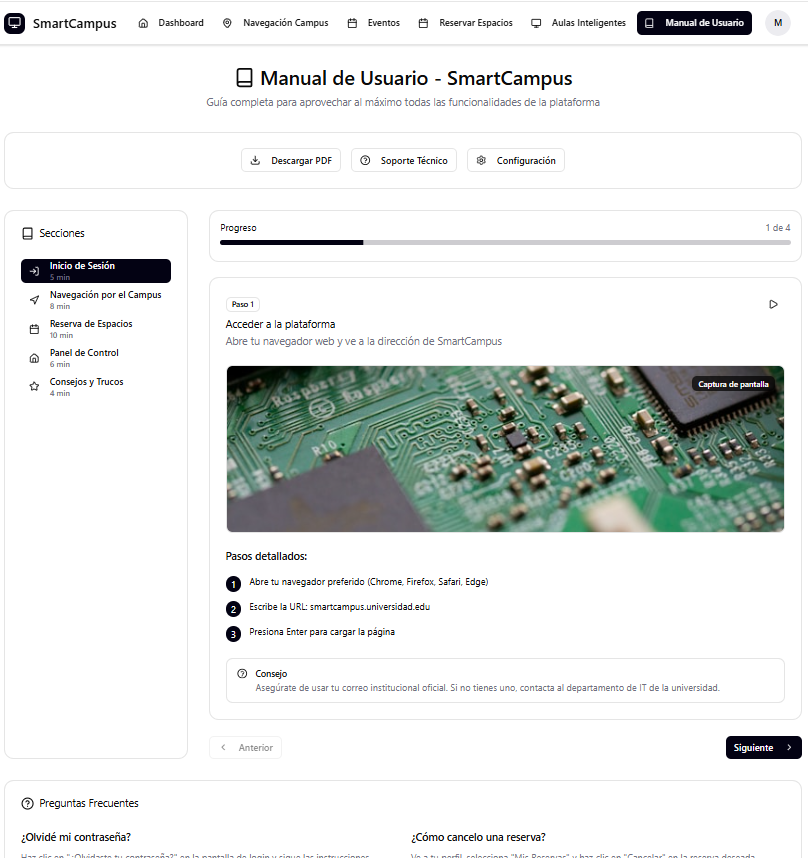 SmartCampus
Dashboard
Navegación Campus
Eventos
Reservar Espacios
Aulas Inteligentes
Manual de Usuario
M
Manual de Usuario - SmartCampus
Guía completa para aprovechar al máximo todas las funcionalidades de la plataforma
Descargar PDF
Soporte Técnico
Configuración
Secciones
Inicio de Sesión
5 min
Navegación por el Campus
8 min
Reserva de Espacios
10 min
Panel de Control
6 min
Consejos y Trucos
4 min
Progreso
1 de 4
Paso 1
Acceder a la plataforma
Abre tu navegador web y ve a la dirección de SmartCampus
Captura de pantalla
R10
C238
Pasos detallados:
1 Abre tu navegador preferido (Chrome, Firefox, Safari, Edge)
2 Escribe la URL: smartcampus.universidad.edu
3 Presiona Enter para cargar la página
Consejo
Asegúrate de usar tu correo institucional oficial. Si no tienes uno, contacta al departamento de IT de la universidad.
Anterior
Siguiente
Preguntas Frecuentes
¿Olvidé mi contraseña?
Haz clic en "¿Olvidaste tu contraseña?" en la pantalla de login y sigue las instrucciones
¿Cómo cancelo una reserva?
Ve a tu perfil, selecciona "Mis Reservas" y haz clic en "Cancelar" en la reserva deseada